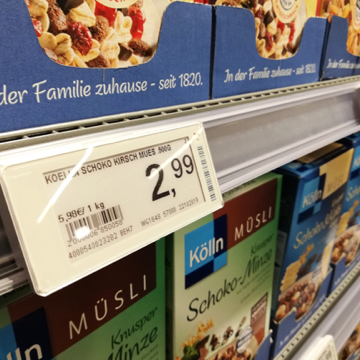 der Familie zuhause - seit 1820.
In der Familie zuhause - seit 1820.
KOELLN SCHOKO KIRSCH MUES .500G
2,99
5,98€/ 1 kg
4000540023202 BEH7
Kölln
MÜSLI
Schoko-Minze
MÜSLI
Knusper
Minze